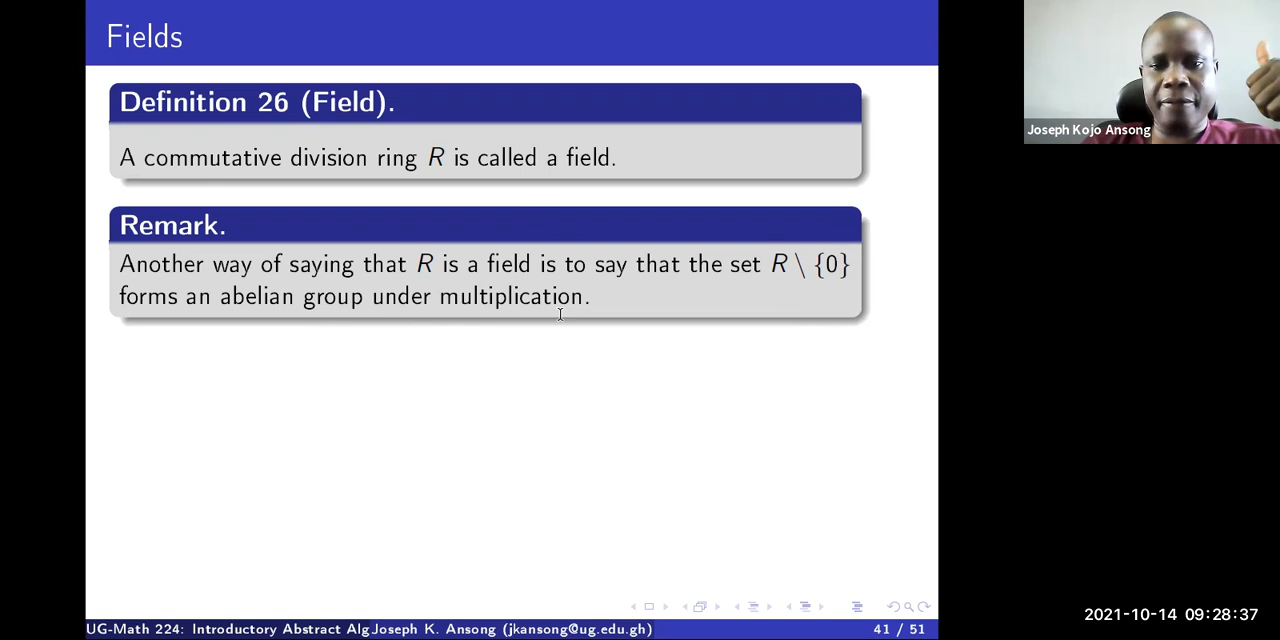 Fields
Definition 26 (Field).
A commutative division ring R is called a field.
Remark.
Another way of saying that R is a field is to say that the set R \ {0}
forms an abelian group under multiplication.
UG-Math 224: Introductory Abstract Alg Joseph K. Ansong (jkansong@ug.edu.gh) 41 / 51
Joseph Kojo Ansong
2021-10-14 09:28:37